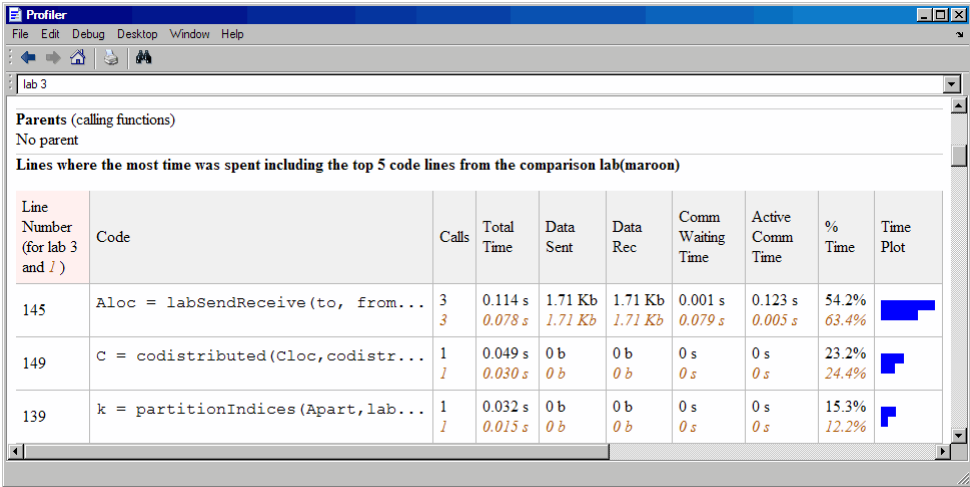 Profiler
File Edit Debug Desktop Window Help
lab 3
Parents (calling functions)
No parent
Lines where the most time was spent including the top 5 code lines from the comparison lab(maroon)
Line Number (for lab 3 and 1 ) Code Calls Total Time Data Sent Data Rec Comm Waiting Time Active Comm Time % Time Time Plot
145 Aloc = labSendReceive(to, from... 3 0.114 s 1.71 Kb 1.71 Kb 0.001 s 0.123 s 54.2%
3 0.078 s 1.71 Kb 1.71 Kb 0.079 s 0.005 s 63.4%
149 C = codistributed(Cloc,codistr... 1 0.049 s 0 b 0 b 0 s 0 s 23.2%
1 0.030 s 0 b 0 b 0 s 0 s 24.4%
139 k = partitionIndices(Apart,lab... 1 0.032 s 0 b 0 b 0 s 0 s 15.3%
1 0.015 s 0 b 0 b 0 s 0 s 12.2%